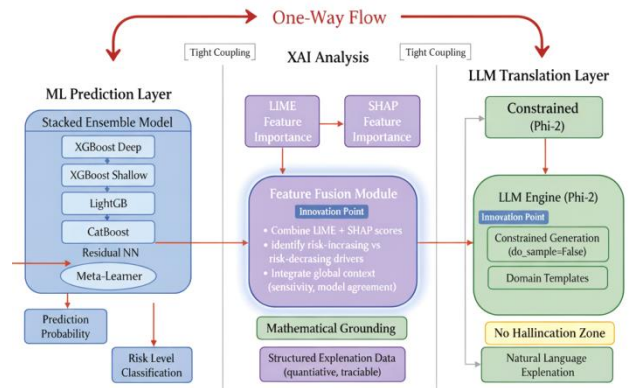 One-Way Flow
Tight Coupling
XAI Analysis
Tight Coupling
ML Prediction Layer
Stacked Ensemble Model
XGBoost Deep
XGBoost Shallow
LightGB
CatBoost
Residual NN
Meta-Learner
Prediction
Probability
Risk Level
Classification
LIME
Feature
Importance
SHAP
Feature
Importance
Feature Fusion Module
Innovation Point
• Combine LIME + SHAP scores
• identify risk-incrasing vs
risk-decrasing drivers
• Integrate global context
(sensiivity, model agreement)
Mathematical Grounding
Structured Explenation Data
(quantiative, traciable)
LLM Translation Layer
Constrained
(Phi-2)
LLM Engine (Phi-2)
Innovation Point
Constrained Generation
(do_sample=False)
Domain Templates
No Hallincation Zone
Natural Language
Explenation